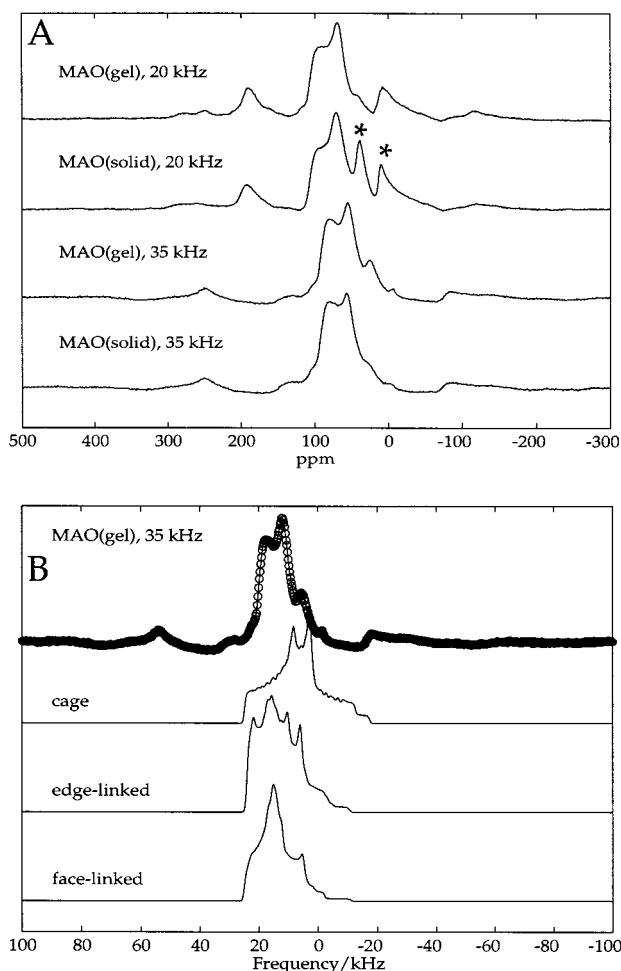 A
MAO(gel), 20 kHz
MAO(solid), 20 kHz
* *
MAO(gel), 35 kHz
MAO(solid), 35 kHz
500 400 300 200 100 0 -100 -200 -300
ppm
B
MAO(gel), 35 kHz
cage
edge-linked
face-linked
100 80 60 40 20 0 -20 -40 -60 -80 -100
Frequency/kHz